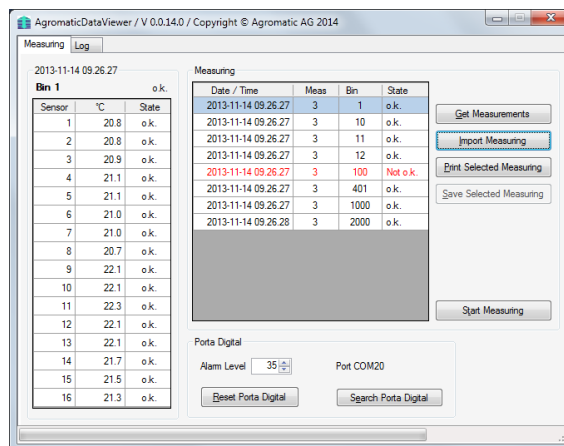 AgromaticDataViewer / V 0.0.14.0 / Copyright © Agromatic AG 2014
Measuring Log
2013-11-14 09.26.27
Bin 1 o.k.
Sensor °C State
1 20.8 o.k.
2 20.8 o.k.
3 20.9 o.k.
4 21.1 o.k.
5 21.1 o.k.
6 21.0 o.k.
7 21.0 o.k.
8 20.7 o.k.
9 22.1 o.k.
10 22.1 o.k.
11 22.3 o.k.
12 22.1 o.k.
13 22.1 o.k.
14 21.7 o.k.
15 21.5 o.k.
16 21.3 o.k.
Measuring
Date / Time Meas Bin State
2013-11-14 09.26.27 3 1 o.k.
2013-11-14 09.26.27 3 10 o.k.
2013-11-14 09.26.27 3 11 o.k.
2013-11-14 09.26.27 3 12 o.k.
2013-11-14 09.26.27 3 100 Not o.k.
2013-11-14 09.26.27 3 401 o.k.
2013-11-14 09.26.27 3 1000 o.k.
2013-11-14 09.26.28 3 2000 o.k.
Get Measurements
Import Measuring
Print Selected Measuring
Save Selected Measuring
Start Measuring
Porta Digital
Alarm Level 35 Port COM20
Reset Porta Digital Search Porta Digital